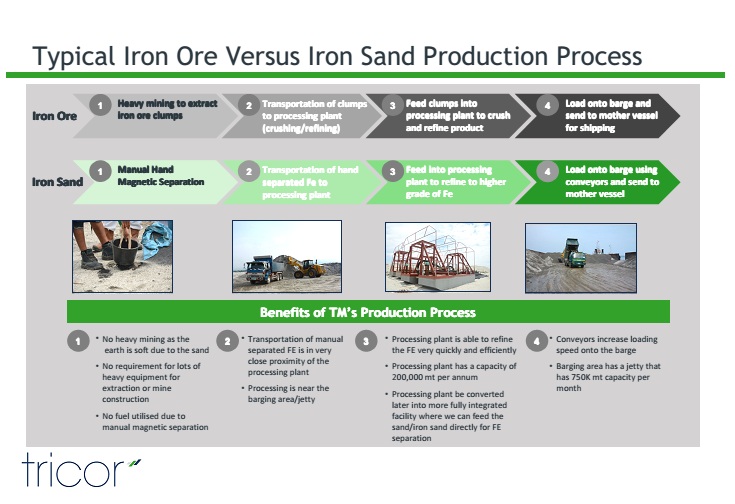 Typical Iron Ore Versus Iron Sand Production Process
Iron Ore
1
Heavy mining to extract
iron ore clumps
2
Transportation of clumps
to processing plant
(crushing/refining)
3
Feed clumps into
processing plant to crush
and refine product
4
Load onto barge and
send to mother vessel
for shipping
Iron Sand
1
Manual Hand
Magnetic Separation
2
Transportation of hand
separated Fe to
processing plant
3
Feed into processing
plant to refine to higher
grade of Fe
4
Load onto barge using
conveyors and send to
mother vessel
Benefits of TM's Production Process
1
• No heavy mining as the
earth is soft due to the sand
• No requirement for lots of
heavy equipment for
extraction or mine
construction
• No fuel utilised due to
manual magnetic separation
2
• Transportation of manual
separated FE is in very
close proximity of the
processing plant
• Processing is near the
barging area/jetty
3
• Processing plant is able to refine
the FE very quickly and efficiently
• Processing plant has a capacity of
200,000 mt per annum
• Processing plant be converted
later into more fully integrated
facility where we can feed the
sand/iron sand directly for FE
separation
4
• Conveyors increase loading
speed onto the barge
• Barging area has a jetty that
has 750K mt capacity per
month
tricor